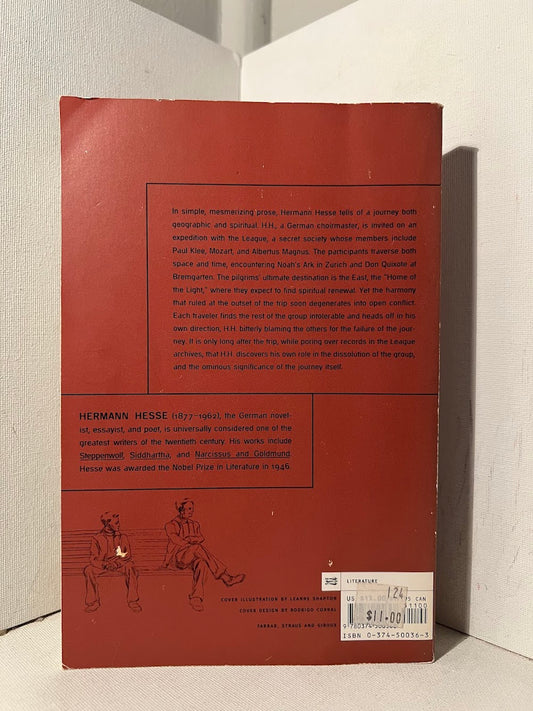 In simple, mesmerizing prose, Hermann Hesse tells of a journey both
geographic and spiritual. H.H., a German choirmaster, is invited on an
expedition with the League, a secret society whose members include
Paul Klee, Mozart, and Albertus Magnus. The participants traverse both
space and time, encountering Noah's Ark in Zurich and Don Quixote at
Bremgarten. The pilgrims' ultimate destination is the East, the "Home of
the Light," where they expect to find spiritual renewal. Yet the harmony
that ruled at the outset of the trip soon degenerates into open conflict.
Each traveler finds the rest of the group intolerable and heads off in his
own direction, H.H. bitterly blaming the others for the failure of the jour-
ney. It is only long after the trip, while poring over records in the League
archives, that H.H. discovers his own role in the dissolution of the group,
and the ominous significance of the journey itself.
HERMANN HESSE (1877–1962), the German novel-
ist, essayist, and poet, is universally considered one of the
greatest writers of the twentieth century. His works include
Steppenwolf, Siddhartha, and Narcissus and Goldmund.
Hesse was awarded the Nobel Prize in Literature in 1946.
COVER ILLUSTRATION BY LEANNE SHAPTON
COVER DESIGN BY RODRIGO CORRAL
FARRAR, STRAUS AND GIROUX
LITERATURE
US CAN
124
51100
$11.00
ISBN 0-374-50036-3